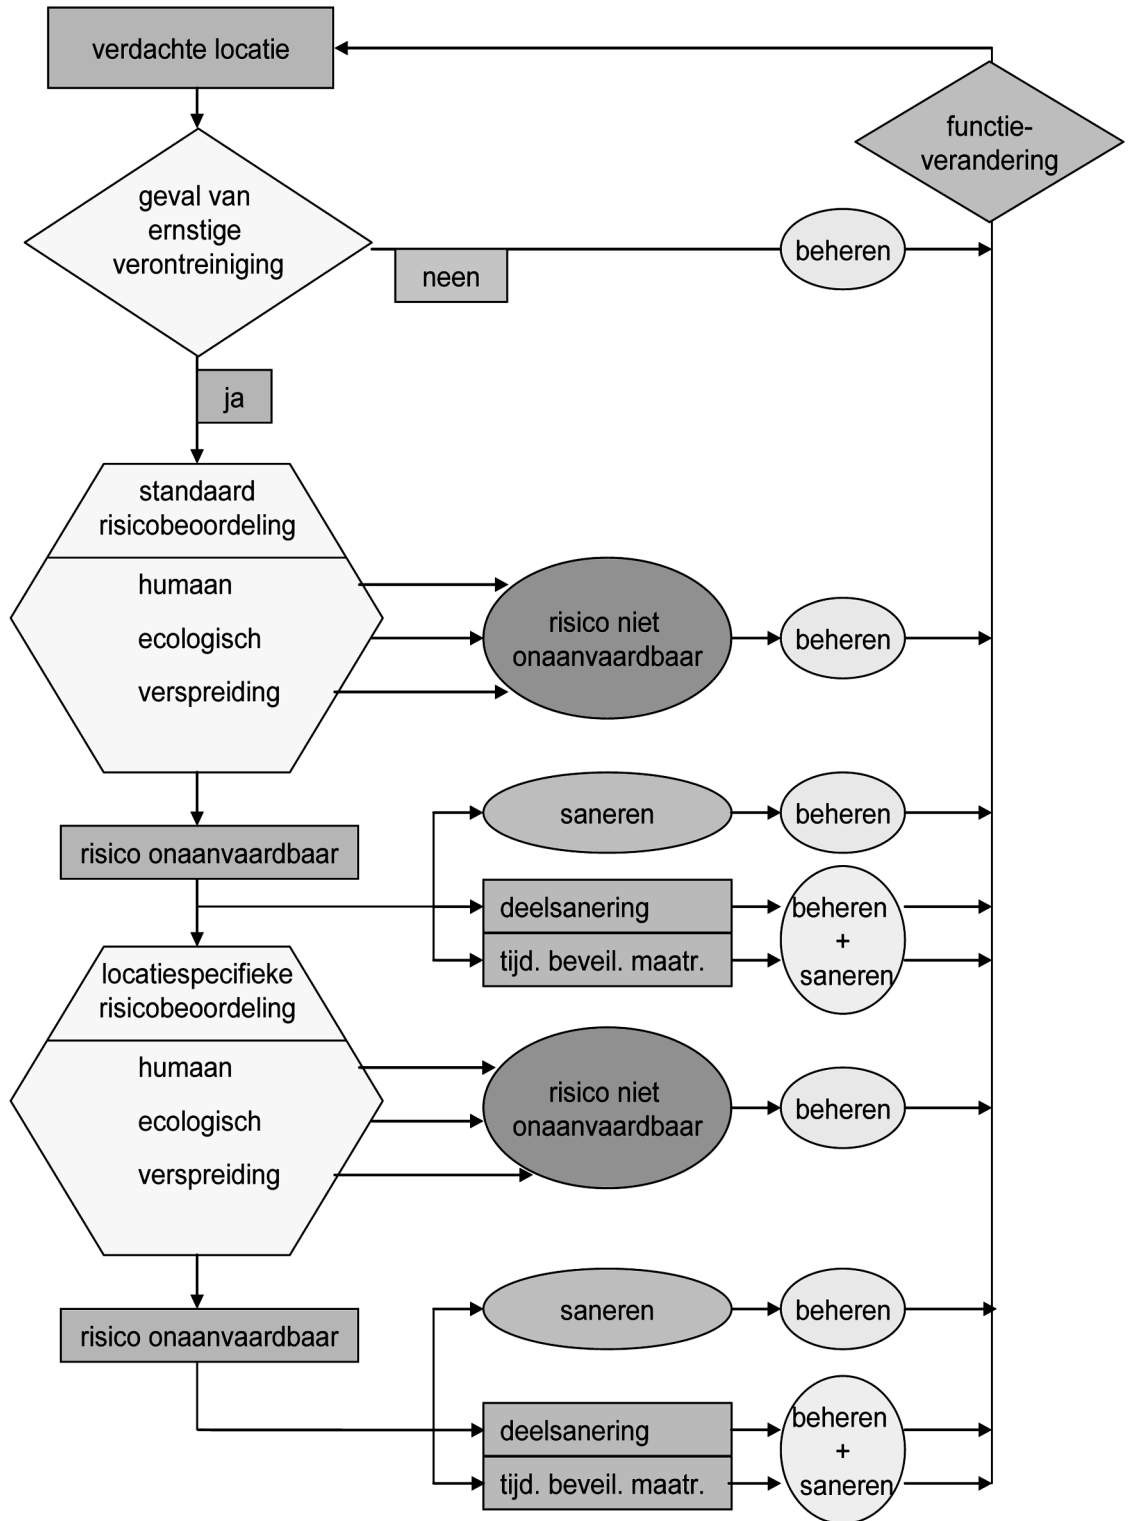 verdachte locatie
functie-
verandering
geval van
ernstige
verontreiniging
neen
beheren
ja
standaard
risicobeoordeling
humaan
ecologisch
verspreiding
risico niet
onaanvaardbaar
beheren
risico onaanvaardbaar
saneren
beheren
deelsanering
tijd. beveil. maatr.
beheren
+
saneren
locatiespecifieke
risicobeoordeling
humaan
ecologisch
verspreiding
risico niet
onaanvaardbaar
beheren
risico onaanvaardbaar
saneren
beheren
deelsanering
tijd. beveil. maatr.
beheren
+
saneren